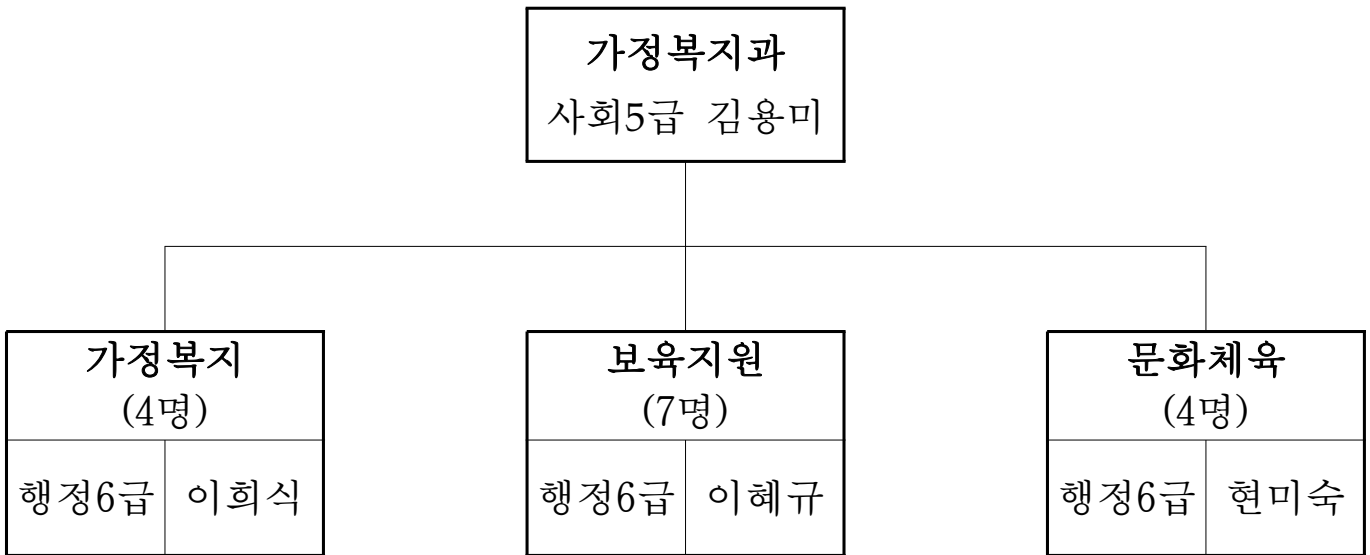 가정복지과
사회5급 김용미
가정복지
(4명)
행정6급 이희식
보육지원
(7명)
행정6급 이혜규
문화체육
(4명)
행정6급 현미숙